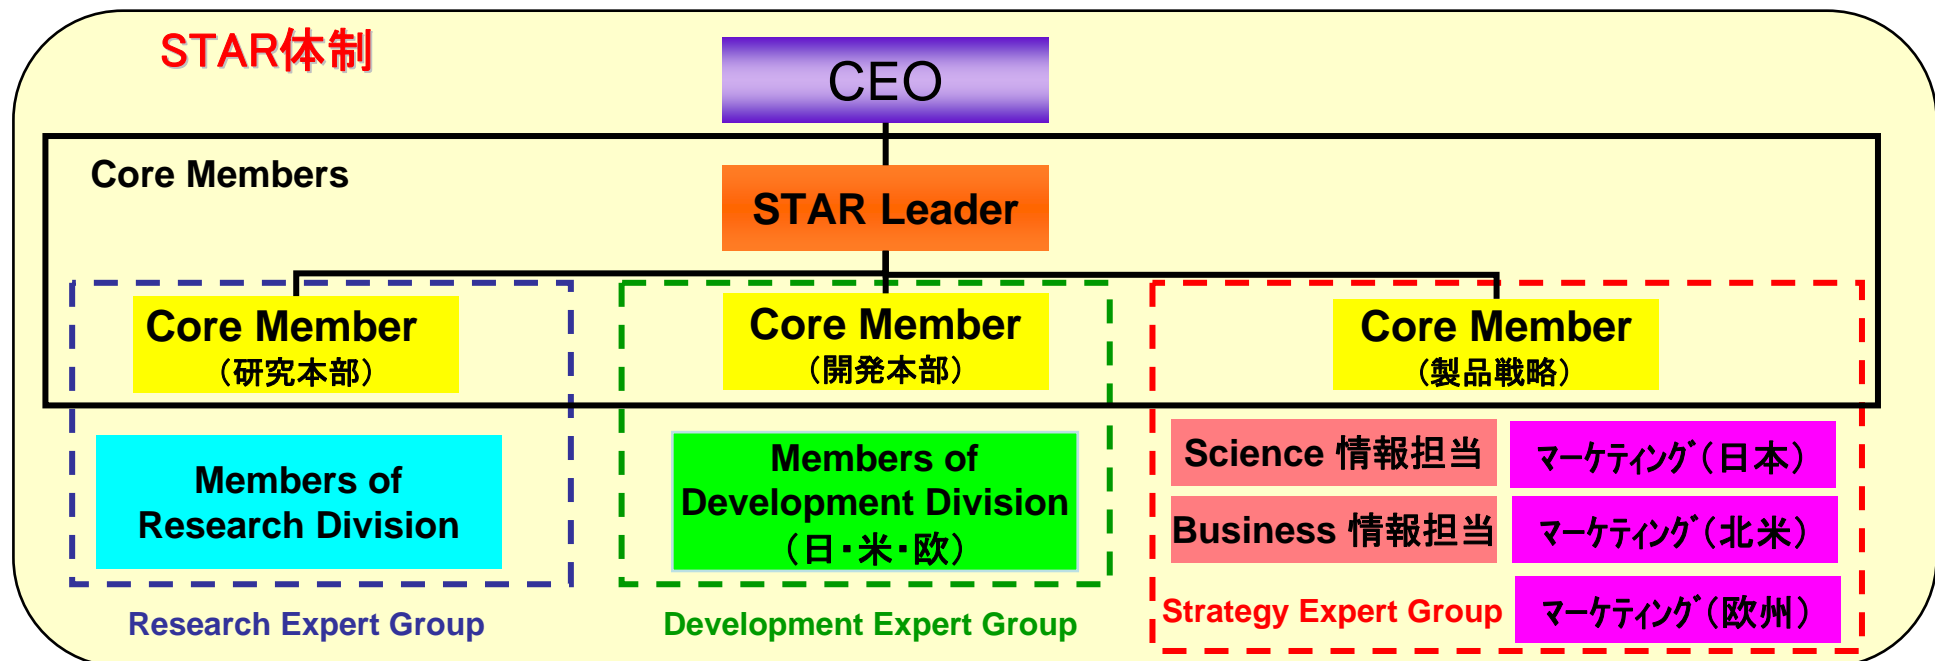 STAR体制
CEO
Core Members
STAR Leader
Core Member
（研究本部）
Core Member
（開発本部）
Core Member
（製品戦略）
Members of
Research Division
Members of
Development Division
（日・米・欧）
Science 情報担当
ﾏｰｹﾃｨﾝｸﾞ（日本）
Business 情報担当
ﾏｰｹﾃｨﾝｸﾞ（北米）
ﾏｰｹﾃｨﾝｸﾞ（欧州）
Research Expert Group
Development Expert Group
Strategy Expert Group